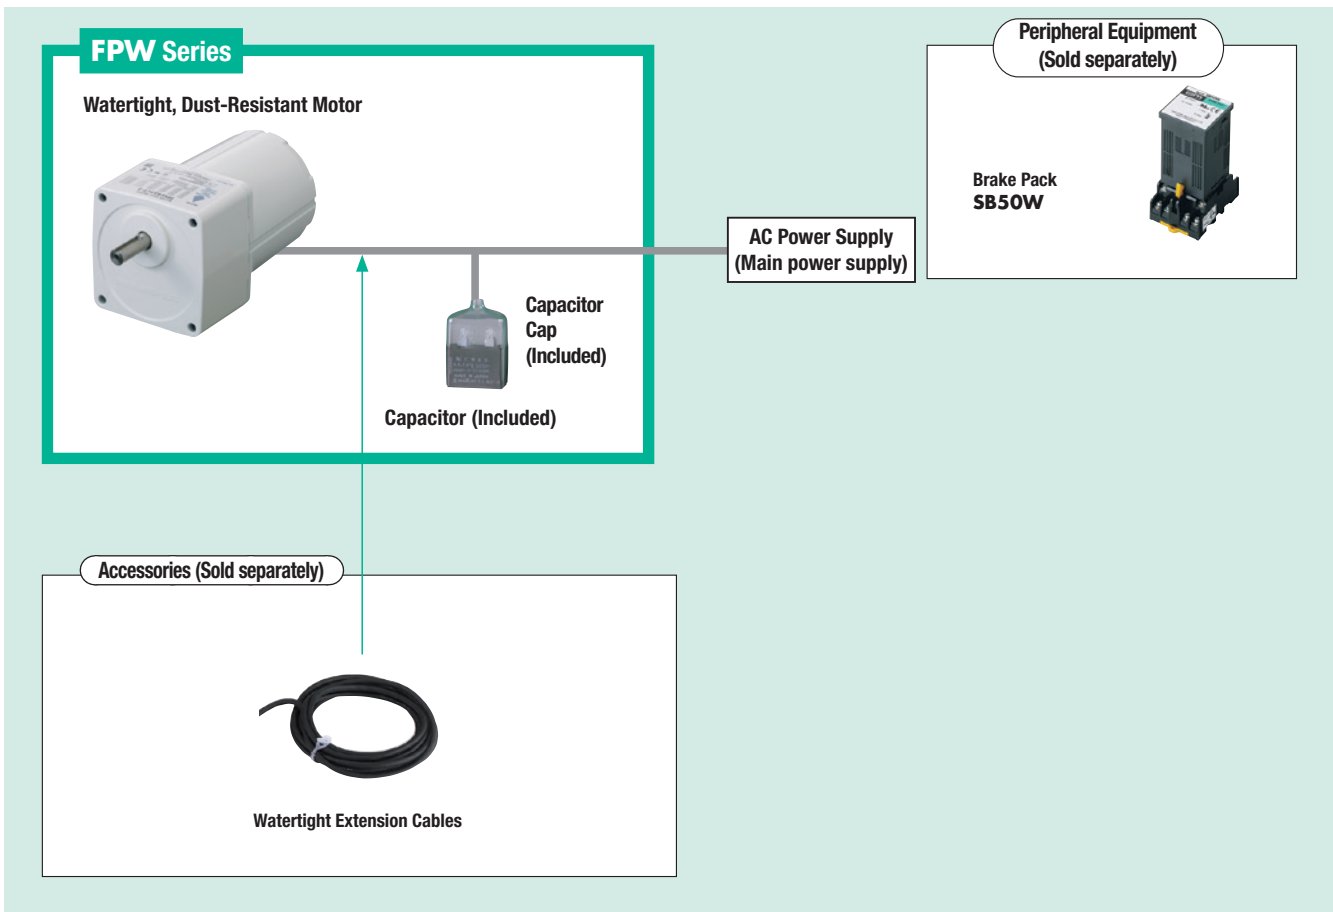 FPW Series
Watertight, Dust-Resistant Motor
Capacitor
Cap
(Included)
Capacitor (Included)
AC Power Supply
(Main power supply)
Peripheral Equipment
(Sold separately)
Brake Pack
SB50W
Accessories (Sold separately)
Watertight Extension Cables